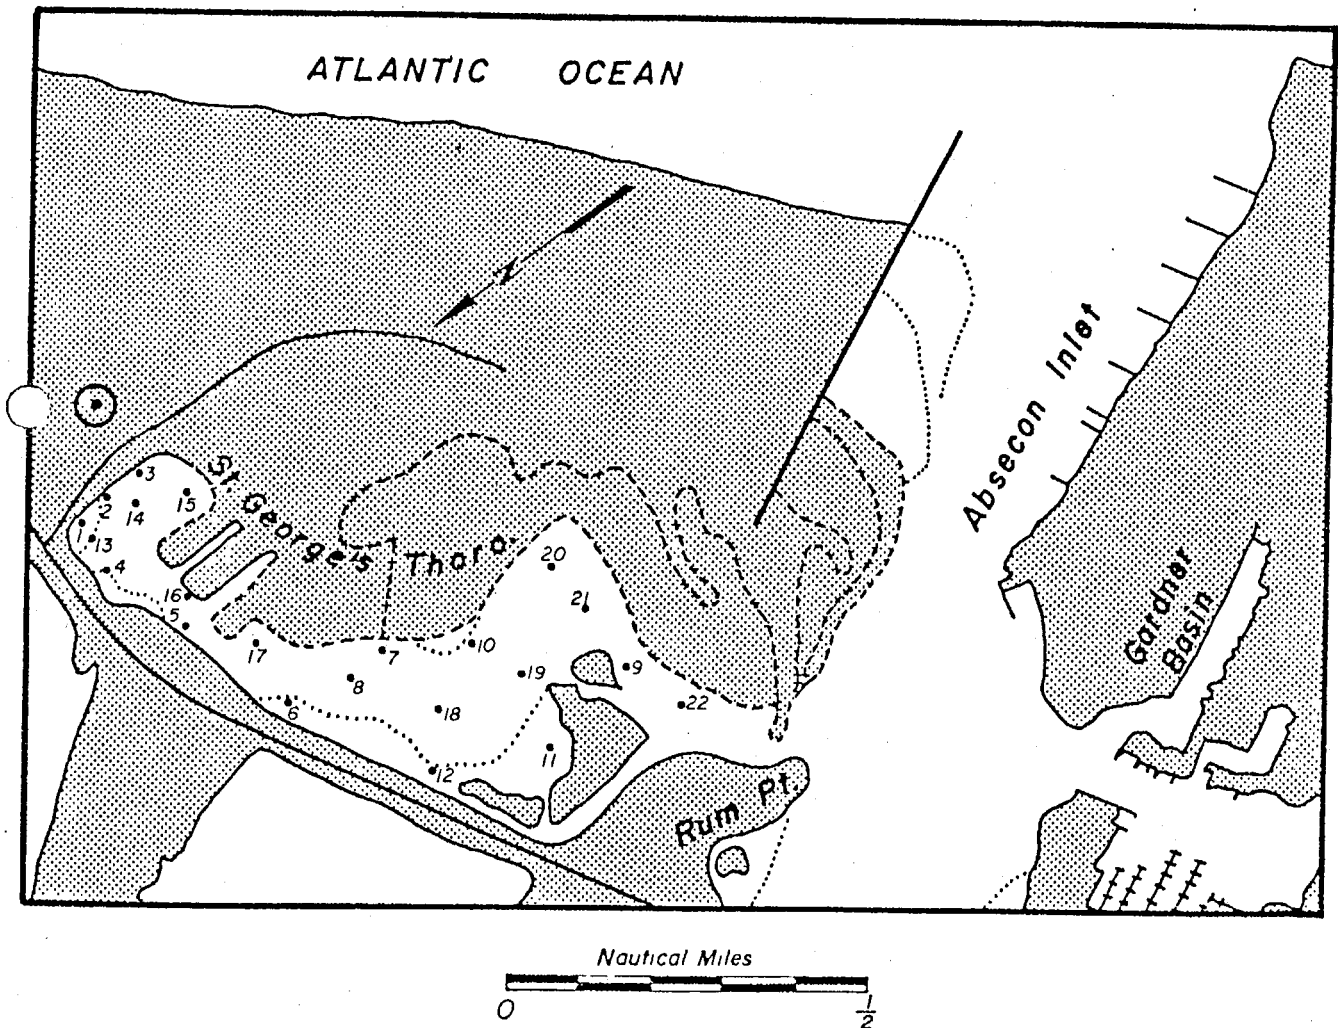 ATLANTIC OCEAN
N
Absecon Inlet
St. George's Thoro.
3
2
15
14
1
13
4
16
5
17
20
21
10
7
9
19
8
22
6
18
11
12
Gardner
Basin
Rum Pt.
Nautical Miles
0 1/2